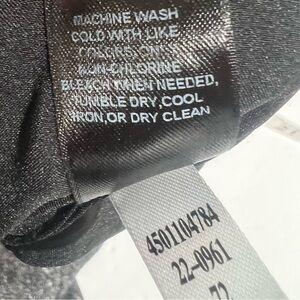 MACHINE WASH
COLD WITH LIKE
COLORS, ONLY
NON-CHLORINE
BLEACH WHEN NEEDED,
TUMBLE DRY, COOL
IRON, OR DRY CLEAN
4501104784
22-0961